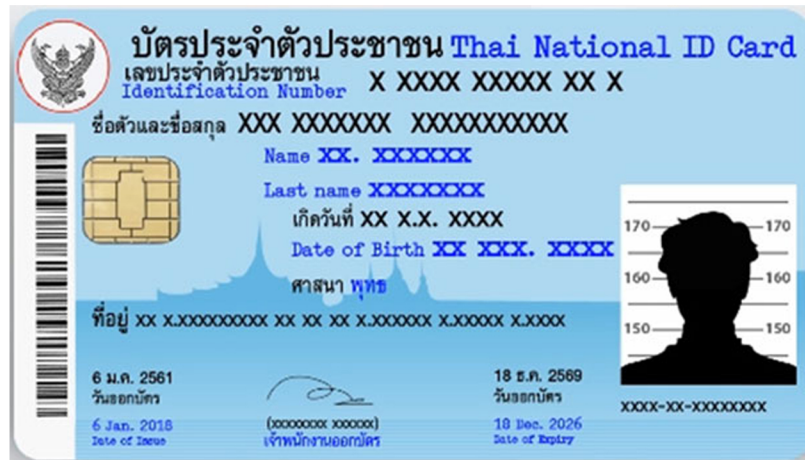 บัตรประจำตัวประชาชน Thai National ID Card
เลขประจำตัวประชาชน
Identification Number X XXXX XXXXX XX X
ชื่อตัวและชื่อสกุล XXX XXXXXXX XXXXXXXXXXX
Name XX. XXXXXX
Last name XXXXXXX
เกิดวันที่ XX X.X. XXXX
Date of Birth XX XXX. XXXX
ศาสนา พุทธ
ที่อยู่ xx x.xxxxxxxxx xx xx xx x.xxxxxx x.xxxxx x.xxxx
170 170
160 160
150 150
6 ม.ค. 2561
วันออกบัตร
6 Jan. 2018
Date of Issue
(xxxxxxxx xxxxxx)
เจ้าพนักงานออกบัตร
18 ธ.ค. 2569
วันออกบัตร
18 Dec. 2026
Date of Expiry
XXXX-XX-XXXXXXXX